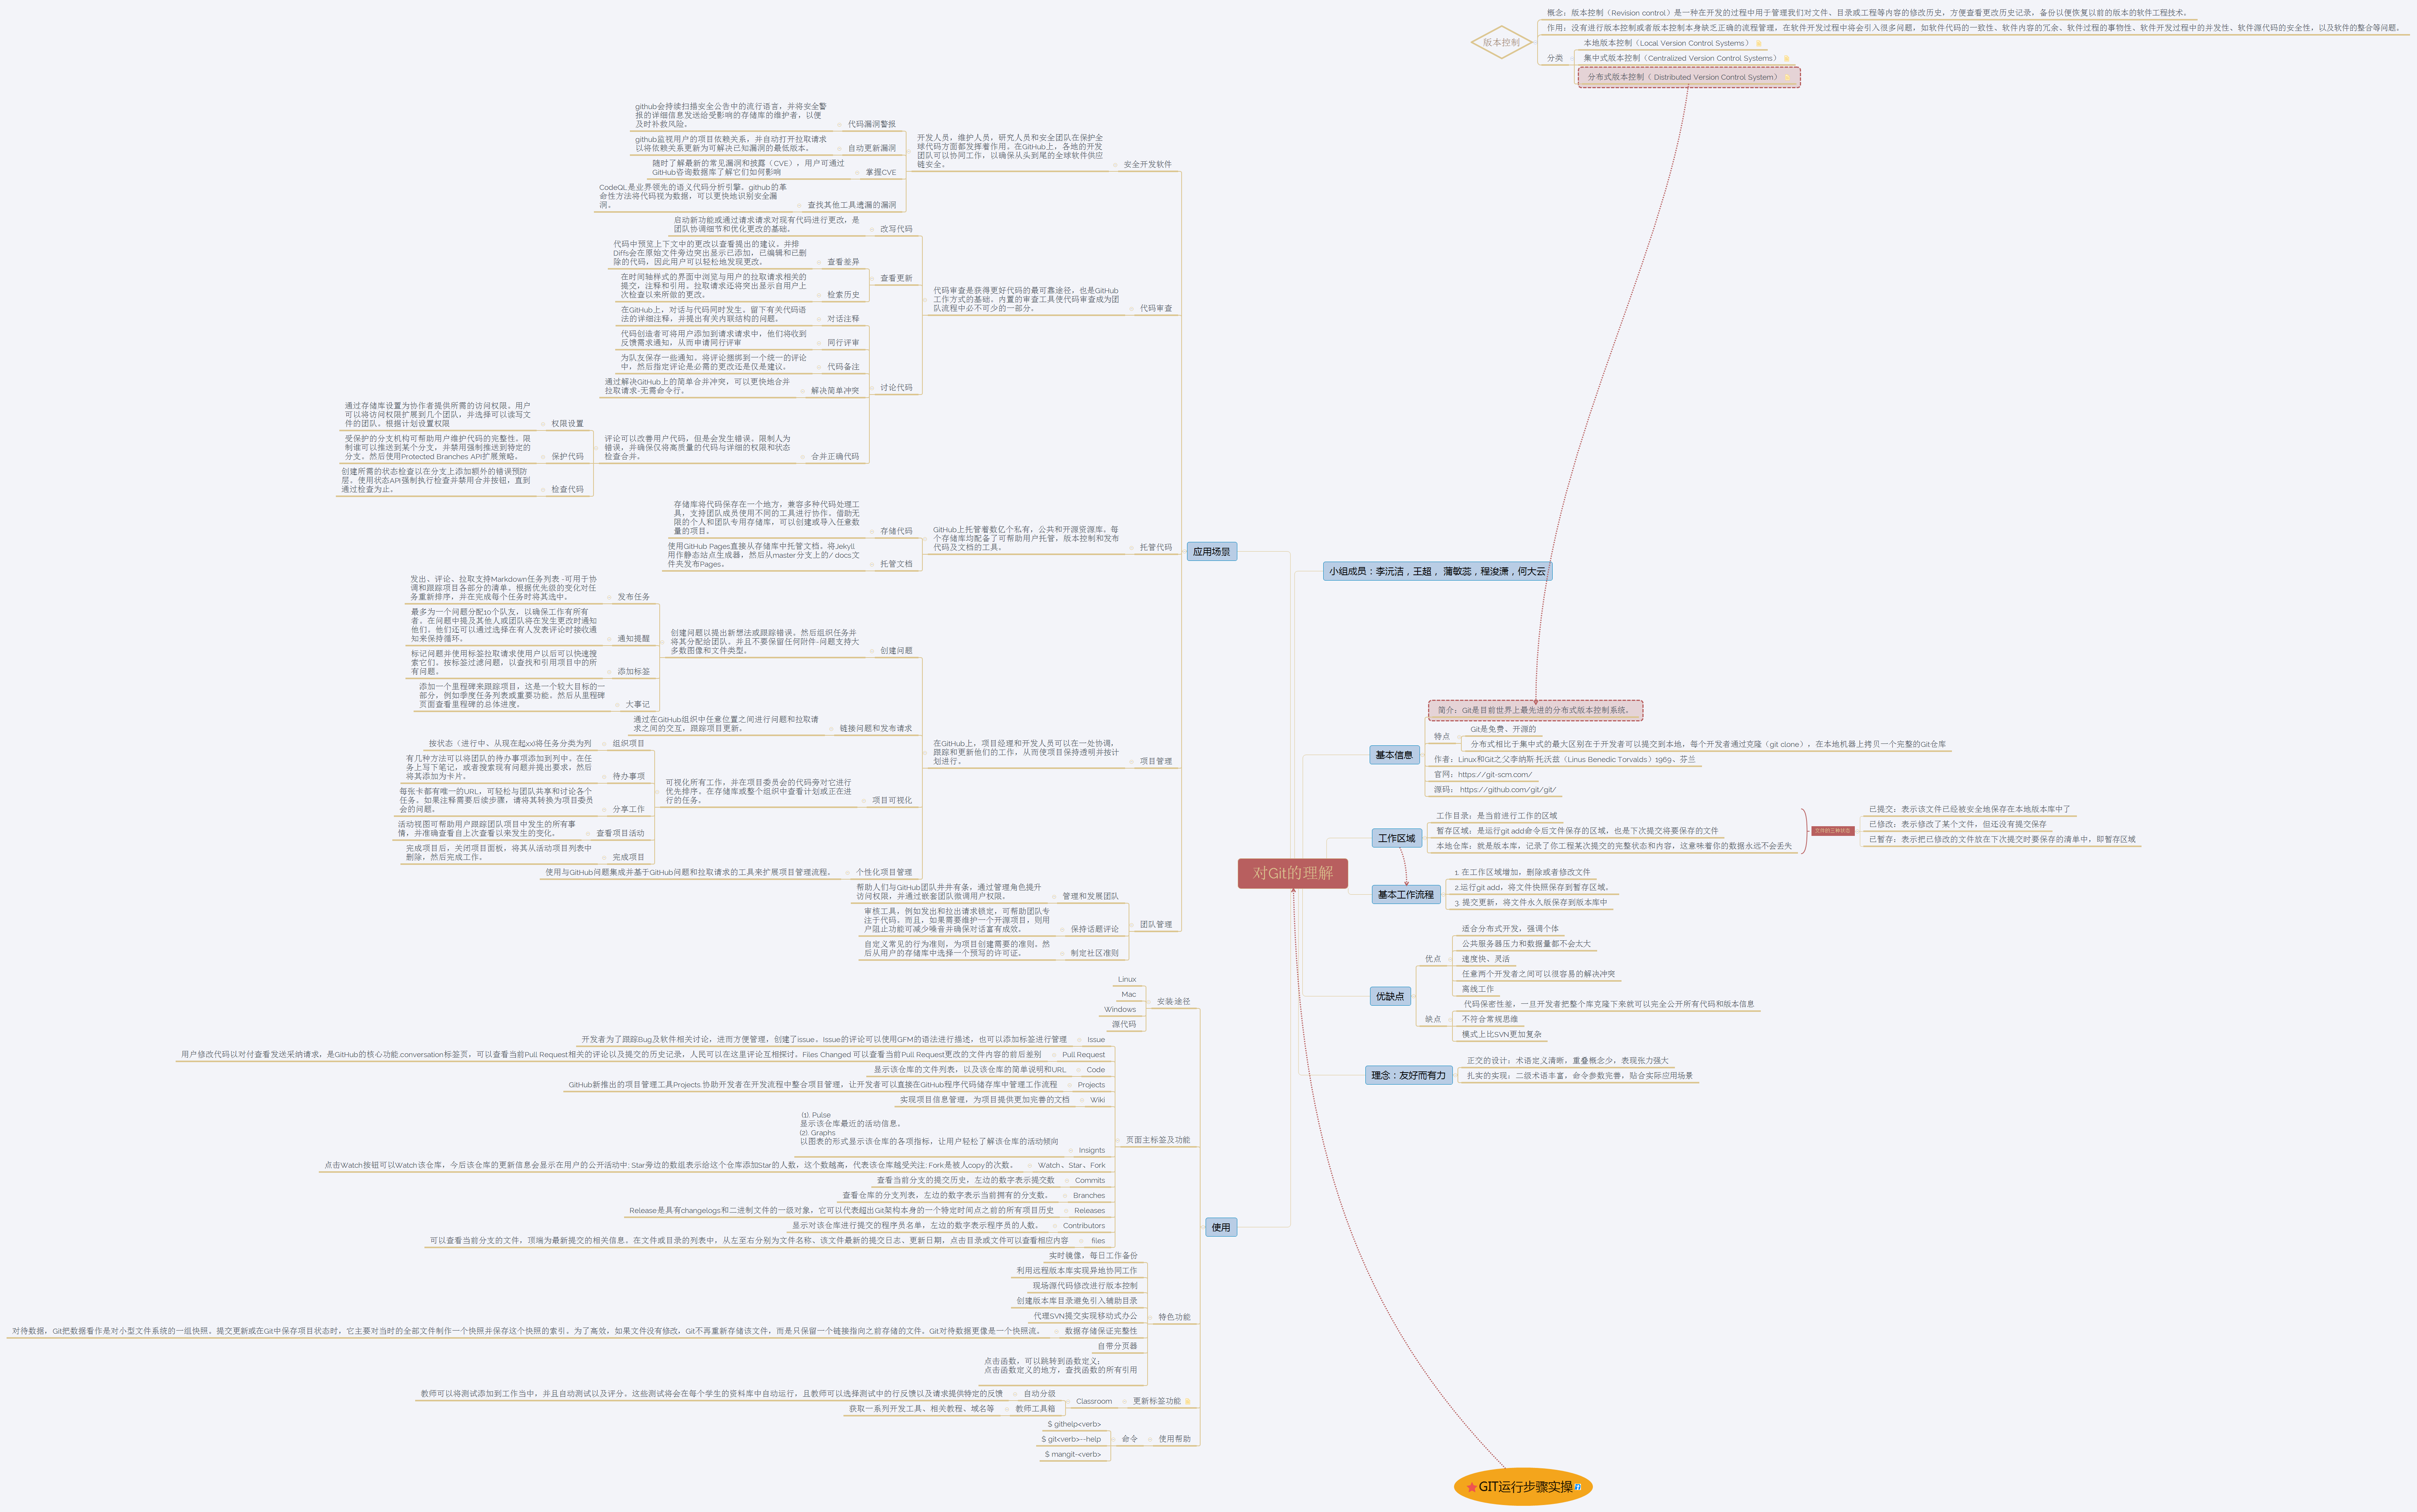 版本控制
概念：版本控制（Revision control）是一种在开发的过程中用于管理我们对文件、目录或工程等内容的修改历史，方便查看更改历史记录，备份以便恢复以前的版本的软件工程技术。
作用：没有进行版本控制或者版本控制本身缺乏正确的流程管理，在软件开发过程中将会引入很多问题，如软件代码的一致性、软件内容的冗余、软件过程的事物性、软件开发过程中的并发性、软件源代码的安全性，以及软件的整合等问题。
分类
本地版本控制（Local Version Control Systems）
集中式版本控制（Centralized Version Control Systems）
分布式版本控制（ Distributed Version Control System）
对Git的理解
小组成员：李沅洁，王超， 蒲敏蕊，程浚潇，何大云
基本信息
简介：Git是目前世界上最先进的分布式版本控制系统。
特点
Git是免费、开源的
分布式相比于集中式的最大区别在于开发者可以提交到本地，每个开发者通过克隆（git clone），在本地机器上拷贝一个完整的Git仓库
作者：Linux和Git之父李纳斯·托沃兹（Linus Benedic Torvalds）1969、芬兰
官网：https://git-scm.com/
源码： https://github.com/git/git/
工作区域
工作目录：是当前进行工作的区域
暂存区域：是运行git add命令后文件保存的区域，也是下次提交将要保存的文件
本地仓库：就是版本库，记录了你工程某次提交的完整状态和内容，这意味着你的数据永远不会丢失
已提交：表示该文件已经被安全地保存在本地版本库中了
已修改：表示修改了某个文件，但还没有提交保存
已暂存：表示把已修改的文件放在下次提交时要保存的清单中，即暂存区域
基本工作流程
1. 在工作区域增加，删除或者修改文件
2.运行git add，将文件快照保存到暂存区域。
3. 提交更新，将文件永久版保存到版本库中
优缺点
优点
适合分布式开发，强调个体
公共服务器压力和数据量都不会太大
速度快、灵活
任意两个开发者之间可以很容易的解决冲突
离线工作
缺点
代码保密性差，一旦开发者把整个库克隆下来就可以完全公开所有代码和版本信息
不符合常规思维
模式上比SVN更加复杂
理念：友好而有力
正交的设计：术语定义清晰，重叠概念少，表现张力强大
扎实的实现：二级术语丰富，命令参数完善，贴合实际应用场景
应用场景
安全开发软件
开发人员，维护人员，研究人员和安全团队在保护全
球代码方面都发挥着作用。在GitHub上，各地的开发
团队可以协同工作，以确保从头到尾的全球软件供应
链安全。
代码漏洞警报
github会持续扫描安全公告中的流行语言，并将安全警
报的详细信息发送给受影响的存储库的维护者，以便
及时补救风险。
自动更新漏洞
github监视用户的项目依赖关系，并自动打开拉取请求
以将依赖关系更新为可解决已知漏洞的最低版本。
掌握CVE
随时了解最新的常见漏洞和披露（CVE），用户可通过
GitHub咨询数据库了解它们如何影响
查找其他工具遗漏的漏洞
CodeQL是业界领先的语义代码分析引擎。github的革
命性方法将代码视为数据，可以更快地识别安全漏
洞。
代码审查
代码审查是获得更好代码的最可靠途径，也是GitHub
工作方式的基础。内置的审查工具使代码审查成为团
队流程中必不可少的一部分。
改写代码
启动新功能或通过请求请求对现有代码进行更改，是
团队协调细节和优化更改的基础。
查看更新
查看差异
代码中预览上下文中的更改以查看提出的建议。并排
Diffs会在原始文件旁边突出显示已添加，已编辑和已删
除的代码，因此用户可以轻松地发现更改。
检索历史
在时间轴样式的界面中浏览与用户的拉取请求相关的
提交，注释和引用。拉取请求还将突出显示自用户上
次检查以来所做的更改。
讨论代码
对话注释
在GitHub上，对话与代码同时发生。留下有关代码语
法的详细注释，并提出有关内联结构的问题。
同行评审
代码创造者可将用户添加到请求请求中，他们将收到
反馈需求通知，从而申请同行评审
代码备注
为队友保存一些通知。将评论捆绑到一个统一的评论
中，然后指定评论是必需的更改还是仅是建议。
解决简单冲突
通过解决GitHub上的简单合并冲突，可以更快地合并
拉取请求-无需命令行。
合并正确代码
评论可以改善用户代码，但是会发生错误。限制人为
错误，并确保仅将高质量的代码与详细的权限和状态
检查合并。
权限设置
通过存储库设置为协作者提供所需的访问权限。用户
可以将访问权限扩展到几个团队，并选择可以读写文
件的团队。根据计划设置权限
保护代码
受保护的分支机构可帮助用户维护代码的完整性。限
制谁可以推送到某个分支，并禁用强制推送到特定的
分支。然后使用Protected Branches API扩展策略。
检查代码
创建所需的状态检查以在分支上添加额外的错误预防
层。使用状态API强制执行检查并禁用合并按钮，直到
通过检查为止。
托管代码
GitHub上托管着数亿个私有，公共和开源资源库。每
个存储库均配备了可帮助用户托管，版本控制和发布
代码及文档的工具。
存储代码
存储库将代码保存在一个地方，兼容多种代码处理工
具，支持团队成员使用不同的工具进行协作。借助无
限的个人和团队专用存储库，可以创建或导入任意数
量的项目。
托管文档
使用GitHub Pages直接从存储库中托管文档。将Jekyll
用作静态站点生成器，然后从master分支上的/ docs文
件夹发布Pages。
项目管理
在GitHub上，项目经理和开发人员可以在一处协调，
跟踪和更新他们的工作，从而使项目保持透明并按计
划进行。
创建问题
创建问题以提出新想法或跟踪错误。然后组织任务并
将其分配给团队。并且不要保留任何附件-问题支持大
多数图像和文件类型。
发布任务
发出、评论、拉取支持Markdown任务列表 -可用于协
调和跟踪项目各部分的清单。根据优先级的变化对任
务重新排序，并在完成每个任务时将其选中。
通知提醒
最多为一个问题分配10个队友，以确保工作有所有
者。在问题中提及其他人或团队将在发生更改时通知
他们。他们还可以通过选择在有人发表评论时接收通
知来保持循环。
添加标签
标记问题并使用标签拉取请求使用户以后可以快速搜
索它们。按标签过滤问题，以查找和引用项目中的所
有问题。
大事记
添加一个里程碑来跟踪项目，这是一个较大目标的一
部分，例如季度任务列表或重要功能。然后从里程碑
页面查看里程碑的总体进度。
链接问题和发布请求
通过在GitHub组织中任意位置之间进行问题和拉取请
求之间的交互，跟踪项目更新。
项目可视化
可视化所有工作，并在项目委员会的代码旁对它进行
优先排序。在存储库或整个组织中查看计划或正在进
行的任务。
组织项目
按状态（进行中、从现在起xx)将任务分类为列
待办事项
有几种方法可以将团队的待办事项添加到列中。在任
务上写下笔记，或者搜索现有问题并提出要求，然后
将其添加为卡片。
分享工作
每张卡都有唯一的URL，可轻松与团队共享和讨论各个
任务。如果注释需要后续步骤，请将其转换为项目委员
会的问题。
查看项目活动
活动视图可帮助用户跟踪团队项目中发生的所有事
情，并准确查看自上次查看以来发生的变化。
完成项目
完成项目后，关闭项目面板，将其从活动项目列表中
删除，然后完成工作。
个性化项目管理
使用与GitHub问题集成并基于GitHub问题和拉取请求的工具来扩展项目管理流程。
团队管理
管理和发展团队
帮助人们与GitHub团队井井有条。通过管理角色提升
访问权限，并通过嵌套团队微调用户权限。
保持话题评论
审核工具，例如发出和拉出请求锁定，可帮助团队专
注于代码。而且，如果需要维护一个开源项目，则用
户阻止功能可减少噪音并确保对话富有成效。
制定社区准则
自定义常见的行为准则，为项目创建需要的准则。然
后从用户的存储库中选择一个预写的许可证。
使用
安装途径
Linux
Mac
Windows
源代码
页面主标签及功能
Issue
开发者为了跟踪Bug及软件相关讨论，进而方便管理，创建了issue，Issue的评论可以使用GFM的语法进行描述，也可以添加标签进行管理
Pull Request
用户修改代码以对付查看发送采纳请求，是GitHub的核心功能.conversation标签页，可以查看当前Pull Request相关的评论以及提交的历史记录，人民可以在这里评论互相探讨。Files Changed 可以查看当前Pull Request更改的文件内容的前后差别
Code
显示该仓库的文件列表，以及该仓库的简单说明和URL
Projects
GitHub新推出的项目管理工具Projects 协助开发者在开发流程中整合项目管理，让开发者可以直接在GitHub程序代码储存库中管理工作流程
Wiki
实现项目信息管理，为项目提供更加完善的文档
Insignts
(1). Pulse
显示该仓库最近的活动信息。
(2). Graphs
以图表的形式显示该仓库的各项指标，让用户轻松了解该仓库的活动倾向
Watch、Star、Fork
点击Watch按钮可以Watch该仓库，今后该仓库的更新信息会显示在用户的公开活动中; Star旁边的数组表示给这个仓库添加Star的人数，这个数越高，代表该仓库越受关注; Fork是被人copy的次数。
Commits
查看当前分支的提交历史，左边的数字表示提交数
Branches
查看仓库的分支列表，左边的数字表示当前拥有的分支数。
Releases
Release是具有changelogs和二进制文件的一级对象，它可以代表超出Git架构本身的一个特定时间点之前的所有项目历史
Contributors
显示对该仓库进行提交的程序员名单，左边的数字表示程序员的人数。
files
可以查看当前分支的文件，顶端为最新提交的相关信息。在文件或目录的列表中，从左至右分别为文件名称、该文件最新的提交日志、更新日期，点击目录或文件可以查看相应内容
特色功能
实时镜像，每日工作备份
利用远程版本库实现异地协同工作
现场源代码修改进行版本控制
创建版本库目录避免引入辅助目录
代理SVN提交实现移动式办公
数据存储保证完整性
对待数据，Git把数据看作是对小型文件系统的一组快照。提交更新或在Git中保存项目状态时，它主要对当时的全部文件制作一个快照并保存这个快照的索引。为了高效，如果文件没有修改，Git不再重新存储该文件，而是只保留一个链接指向之前存储的文件。Git对待数据更像是一个快照流。
自带分页器
点击函数，可以跳转到函数定义；
点击函数定义的地方，查找函数的所有引用
更新标签功能
Classroom
自动分级
教师可以将测试添加到工作当中，并且自动测试以及评分。这些测试将会在每个学生的资料库中自动运行，且教师可以选择测试中的行反馈以及请求提供特定的反馈
教师工具箱
获取一系列开发工具、相关教程、域名等
使用帮助
命令
$ githelp<verb>
$ git<verb>--help
$ mangit-<verb>
GIT运行步骤实操